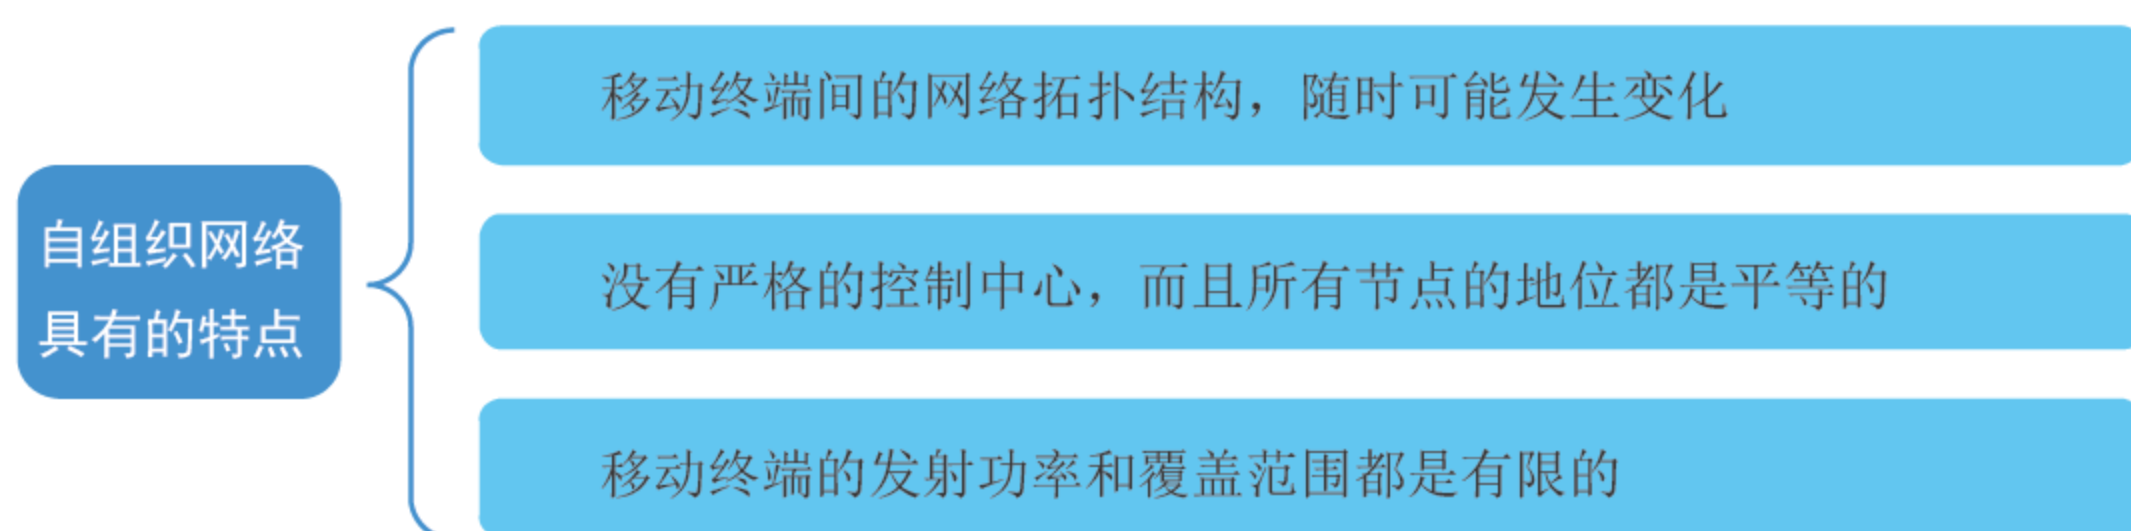 自组织网络
具有的特点
移动终端间的网络拓扑结构，随时可能发生变化
没有严格的控制中心，而且所有节点的地位都是平等的
移动终端的发射功率和覆盖范围都是有限的